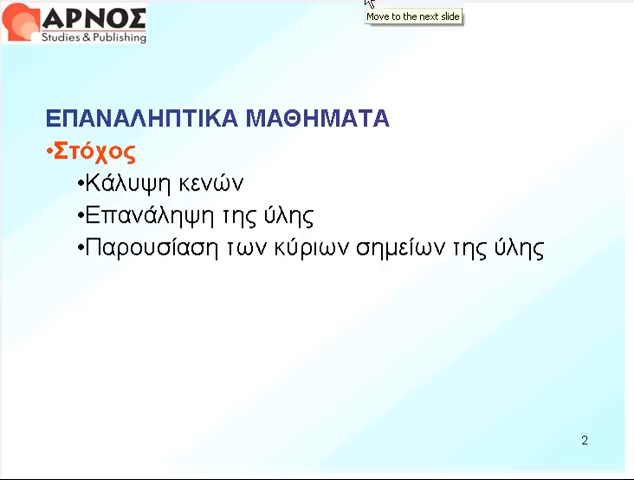 ΑΡΝΟΣ
Studies & Publishing
Move to the next slide
ΕΠΑΝΑΛΗΠΤΙΚΑ ΜΑΘΗΜΑΤΑ
•Στόχος
•Κάλυψη κενών
•Επανάληψη της ύλης
•Παρουσίαση των κύριων σημείων της ύλης
2